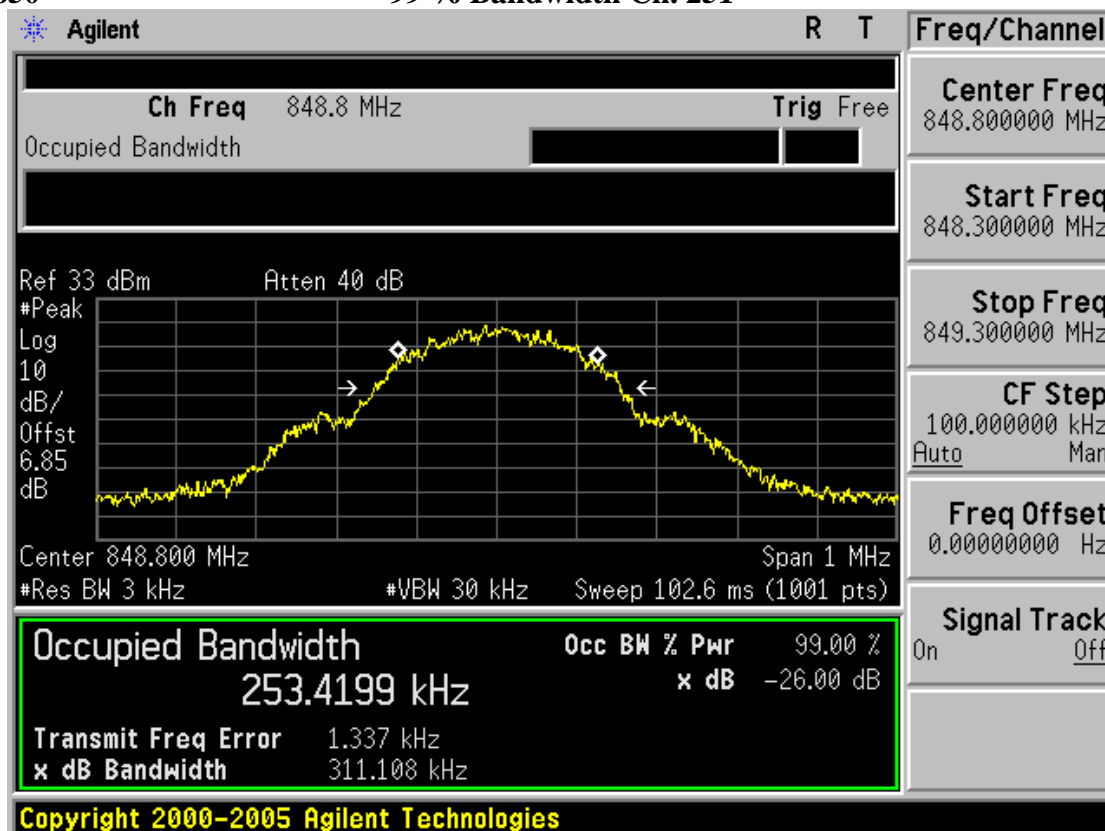 99 % Bandwidth Ch. 251
Agilent R T
Freq/Channel
Ch Freq 848.8 MHz Trig Free
Occupied Bandwidth
Center Freq
848.800000 MHz
Start Freq
848.300000 MHz
Stop Freq
849.300000 MHz
CF Step
100.000000 kHz
Auto Man
Freq Offset
0.00000000 Hz
Signal Track
On Off
Ref 33 dBm Atten 40 dB
#Peak
Log
10
dB/
Offst
6.85
dB
Center 848.800 MHz Span 1 MHz
#Res BW 3 kHz #VBW 30 kHz Sweep 102.6 ms (1001 pts)
Occupied Bandwidth Occ BW % Pwr 99.00 %
253.4199 kHz x dB -26.00 dB
Transmit Freq Error 1.337 kHz
x dB Bandwidth 311.108 kHz
Copyright 2000-2005 Agilent Technologies